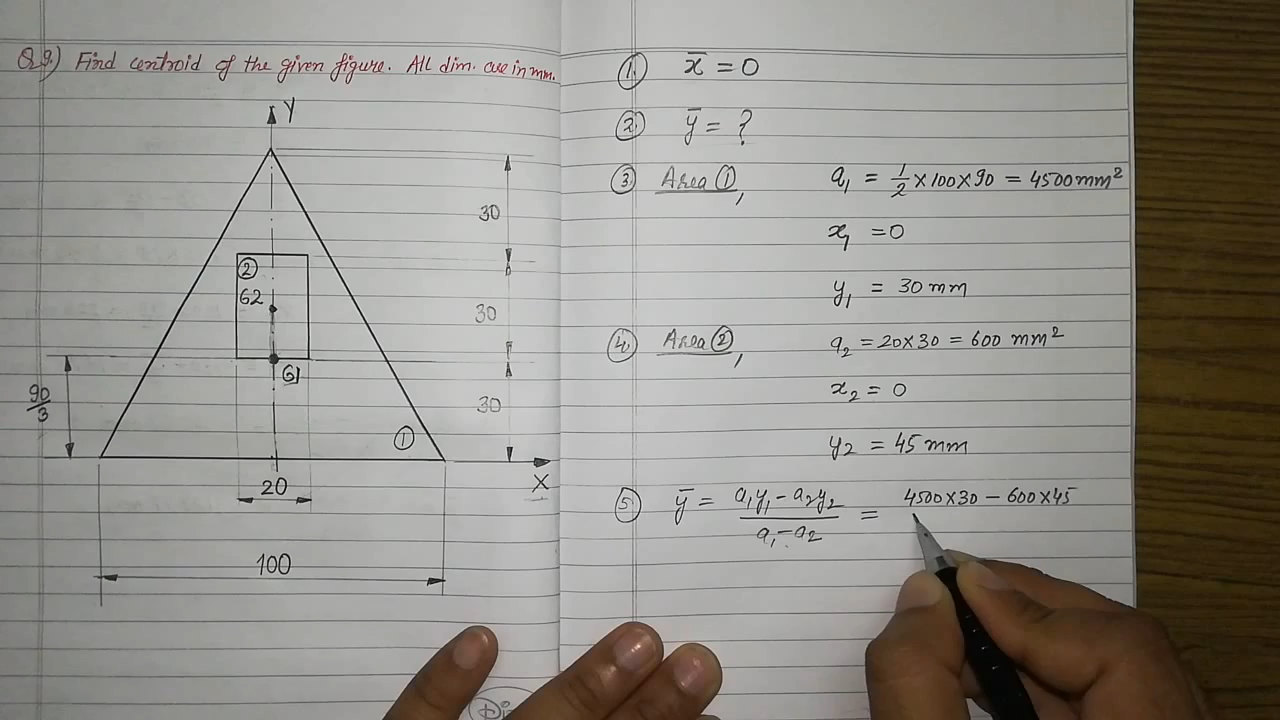 Q 9.) Find centroid of the given figure. All dim. are in mm.
Y
30
②
G2
30
G1
90/3
30
①
X
20
100
①. x̄ = 0
②. ȳ = ?
③ Area ①, a₁ = 1/2 × 100 × 90 = 4500 mm²
x₁ = 0
y₁ = 30 mm
④. Area ②, a₂ = 20 × 30 = 600 mm²
x₂ = 0
y₂ = 45 mm
⑤. ȳ = (a₁y₁ - a₂y₂)/(a₁ - a₂) = 4500 × 30 - 600 × 45